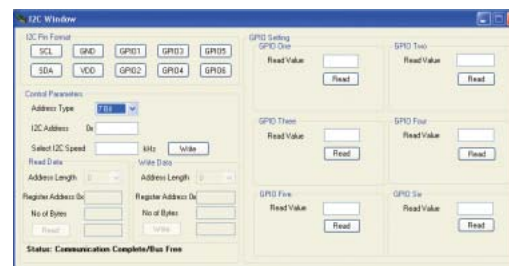 I2C Window
I2C Pin Format
SCL GND GPIO1 GPIO3 GPIO5
SDA VDD GPIO2 GPIO4 GPIO6
Control Parameters
Address Type 7 Bit
I2C Address 0x
Select I2C Speed kHz Write
Read Data
Address Length 0
Register Address 0x
No of Bytes
Read
Write Data
Address Length 0
Register Address 0x
No of Bytes
Write
Status: Communication Complete/Bus Free
GPIO Setting
GPIO One
Read Value
Read
GPIO Two
Read Value
Read
GPIO Three
Read Value
Read
GPIO Four
Read Value
Read
GPIO Five
Read Value
Read
GPIO Six
Read Value
Read